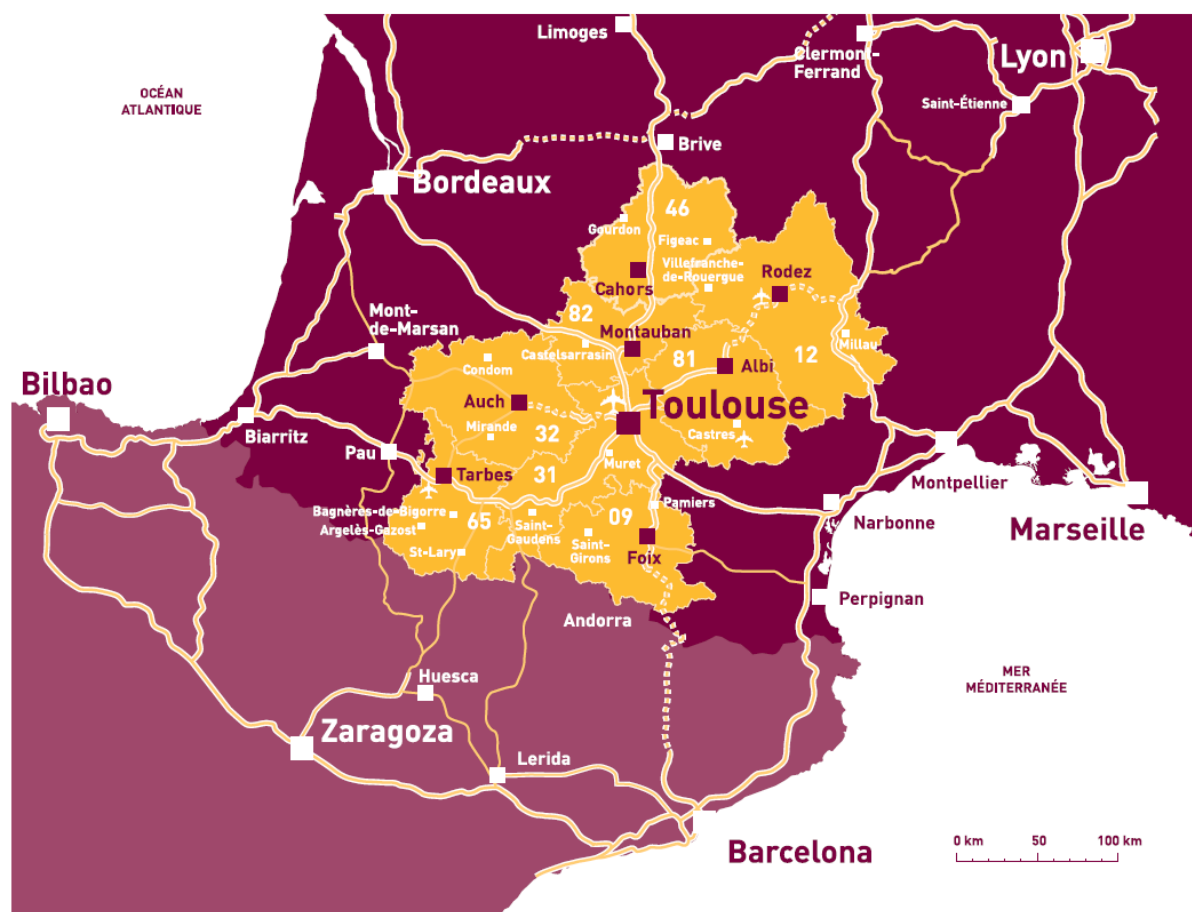 Limoges
Clermont-
Ferrand
Lyon
OCÉAN
ATLANTIQUE
Saint-Étienne
Brive
Bordeaux
46
Gourdon
Figeac
Villefranche-
de-Rouergue
Rodez
Cahors
82
Mont-
de-Marsan
Montauban
Castelsarrasin
81
12
Millau
Condom
Albi
Bilbao
Auch
Toulouse
Mirande
32
Castres
Biarritz
Pau
Muret
Tarbes
31
Montpellier
Bagnères-de-Bigorre
Argelès-Gazost
65
Saint-
Gaudens
09
Pamiers
Narbonne
Marseille
St-Lary
Saint-
Girons
Foix
Andorra
Perpignan
Huesca
MER
MÉDITERRANÉE
Zaragoza
Lerida
Barcelona
0 km 50 100 km